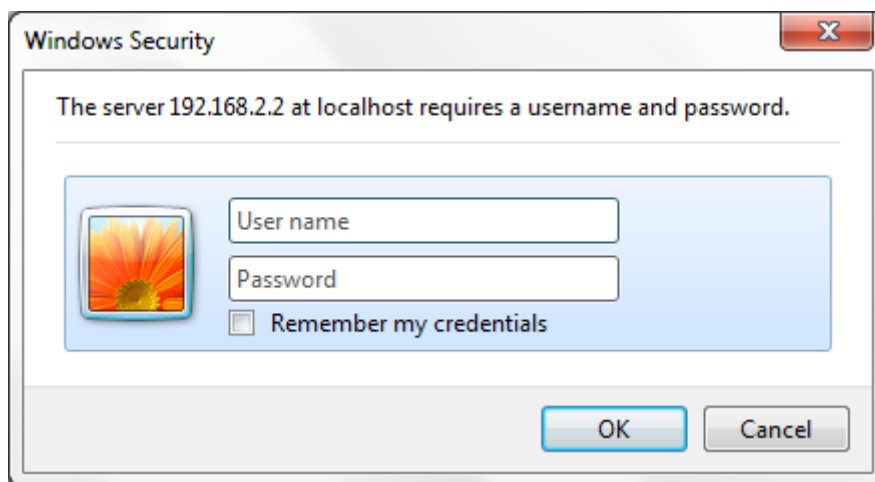 Windows Security
The server 192.168.2.2 at localhost requires a username and password.
User name
Password
Remember my credentials
OK
Cancel